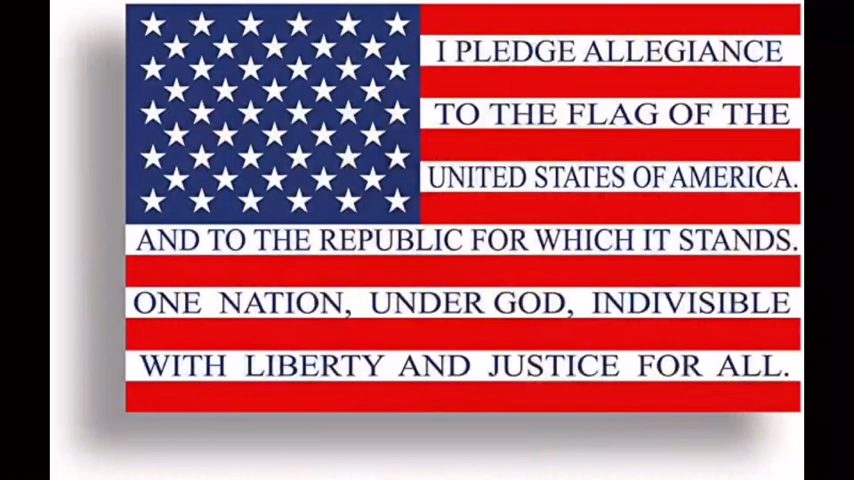 I PLEDGE ALLEGIANCE
TO THE FLAG OF THE
UNITED STATES OF AMERICA.
AND TO THE REPUBLIC FOR WHICH IT STANDS.
ONE NATION, UNDER GOD, INDIVISIBLE
WITH LIBERTY AND JUSTICE FOR ALL.